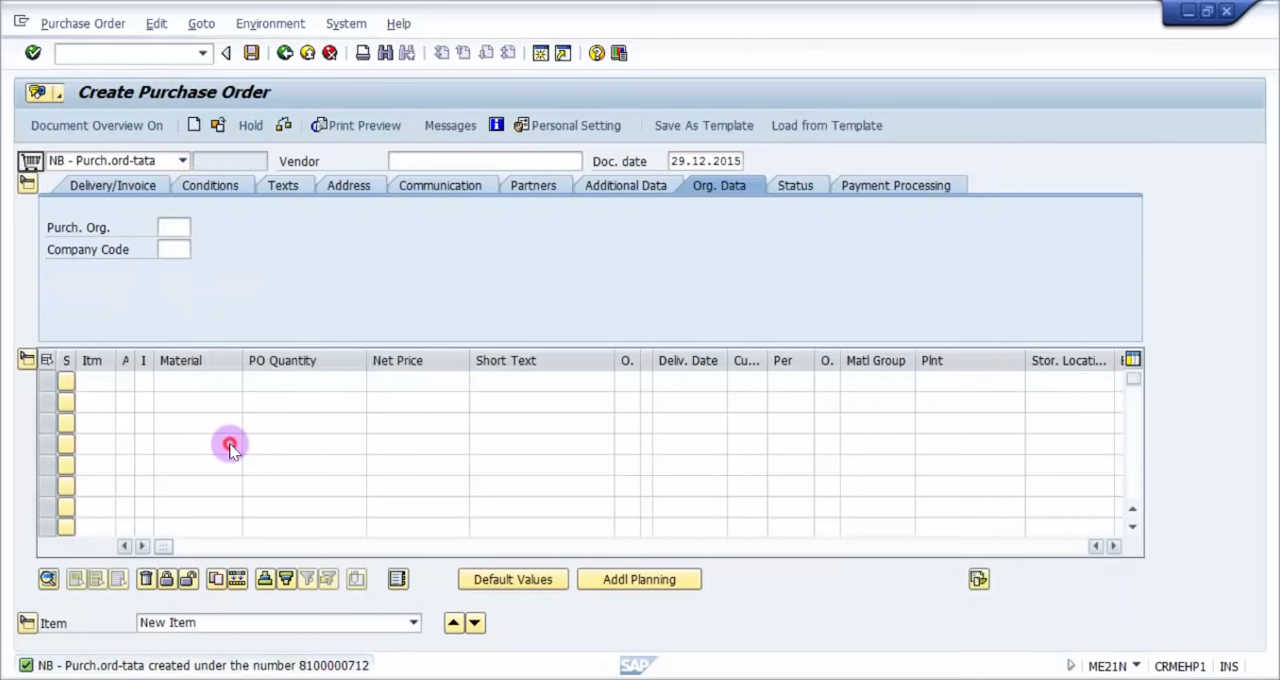 Purchase Order Edit Goto Environment System Help
Create Purchase Order
Document Overview On Hold Print Preview Messages Personal Setting Save As Template Load from Template
NB - Purch.ord-tata Vendor Doc. date 29.12.2015
Delivery/Invoice Conditions Texts Address Communication Partners Additional Data Org. Data Status Payment Processing
Purch. Org.
Company Code
S Itm A I Material PO Quantity Net Price Short Text O. Deliv. Date Cu... Per O. Matl Group Plnt Stor. Locati...
Default Values Addl Planning
Item New Item
NB - Purch.ord-tata created under the number 8100000712 SAP ME21N CRMEHP1 INS